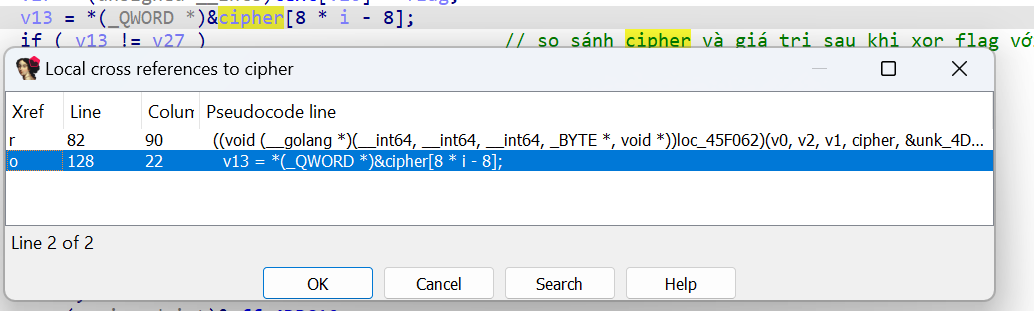 v13 = *(_QWORD *)&cipher[8 * i - 8];
if ( v13 != v27 ) // so sánh cipher và giá trị sau khi xor flag vớ
Local cross references to cipher
Xref Line Colum Pseudocode line
r 82 90 ((void (__golang *)(__int64, __int64, __int64, _BYTE *, void *))loc_45F062)(v0, v2, v1, cipher, &unk_4D...
o 128 22 v13 = *(_QWORD *)&cipher[8 * i - 8];
Line 2 of 2
OK Cancel Search Help